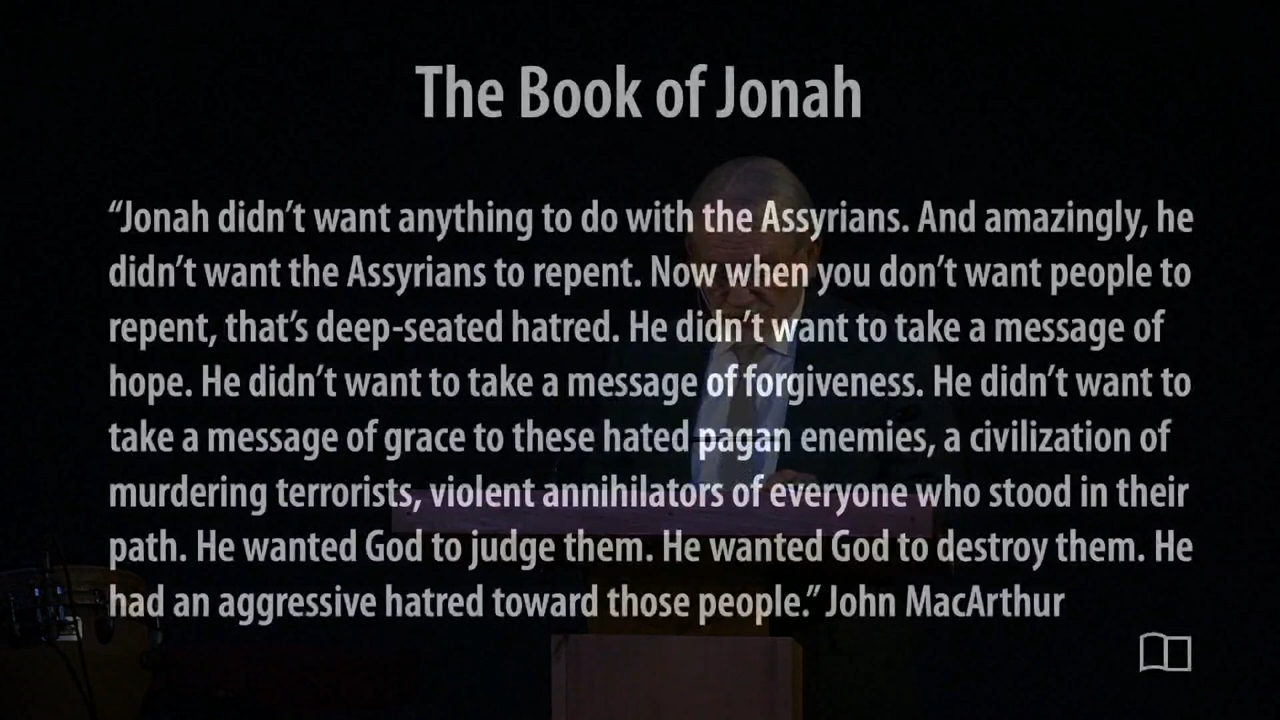 The Book of Jonah
“Jonah didn’t want anything to do with the Assyrians. And amazingly, he
didn’t want the Assyrians to repent. Now when you don’t want people to
repent, that’s deep-seated hatred. He didn’t want to take a message of
hope. He didn’t want to take a message of forgiveness. He didn’t want to
take a message of grace to these hated pagan enemies, a civilization of
murdering terrorists, violent annihilators of everyone who stood in their
path. He wanted God to judge them. He wanted God to destroy them. He
had an aggressive hatred toward those people.” John MacArthur